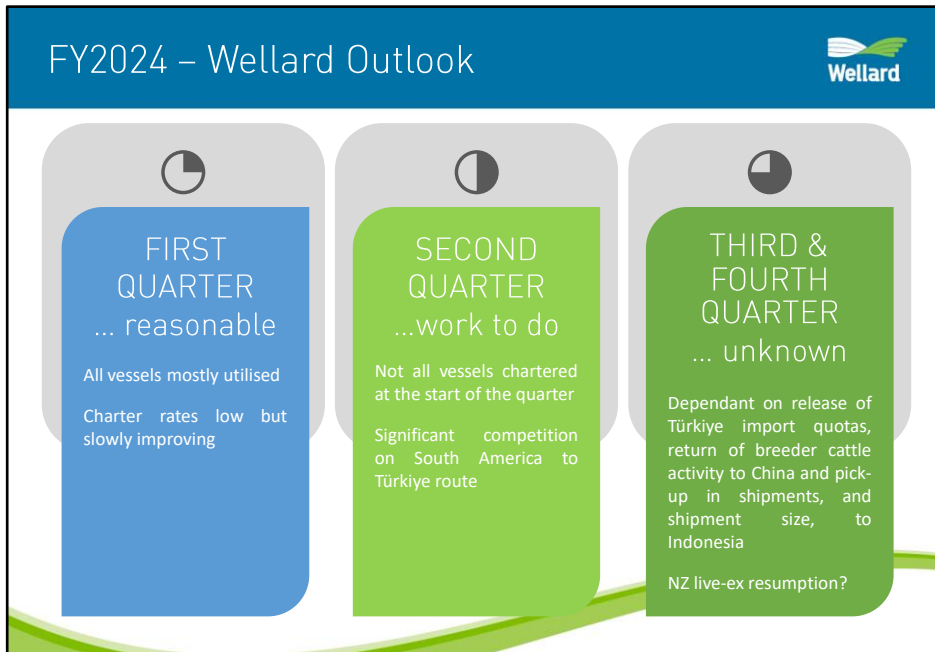 FY2024 – Wellard Outlook
Wellard
FIRST
QUARTER
... reasonable
All vessels mostly utilised
Charter rates low but
slowly improving
SECOND
QUARTER
...work to do
Not all vessels chartered
at the start of the quarter
Significant competition
on South America to
Türkiye route
THIRD &
FOURTH
QUARTER
... unknown
Dependant on release of
Türkiye import quotas,
return of breeder cattle
activity to China and pick-
up in shipments, and
shipment size, to
Indonesia
NZ live-ex resumption?